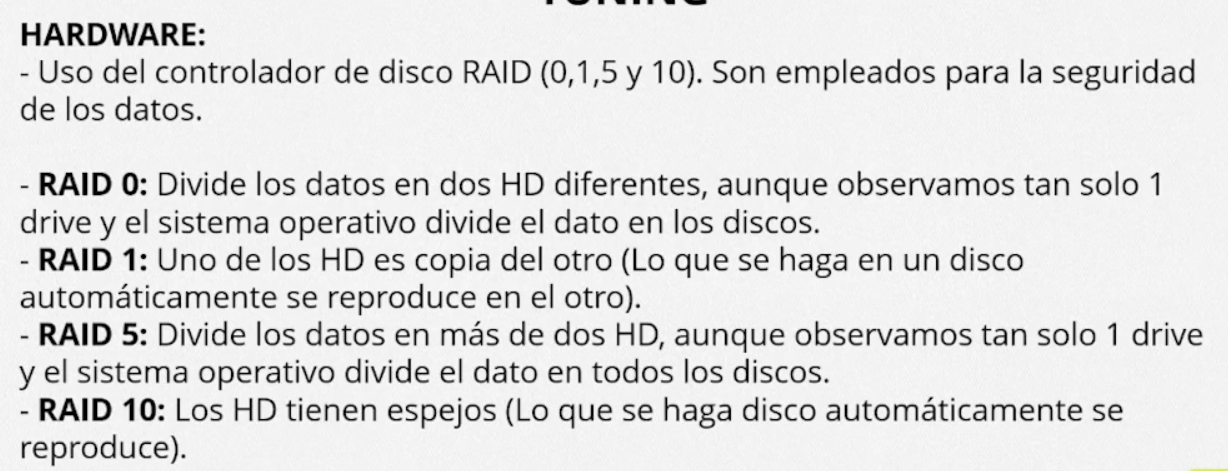 TUNING
HARDWARE:
- Uso del controlador de disco RAID (0,1,5 y 10). Son empleados para la seguridad
de los datos.
- RAID 0: Divide los datos en dos HD diferentes, aunque observamos tan solo 1
drive y el sistema operativo divide el dato en los discos.
- RAID 1: Uno de los HD es copia del otro (Lo que se haga en un disco
automáticamente se reproduce en el otro).
- RAID 5: Divide los datos en más de dos HD, aunque observamos tan solo 1 drive
y el sistema operativo divide el dato en todos los discos.
- RAID 10: Los HD tienen espejos (Lo que se haga disco automáticamente se
reproduce).